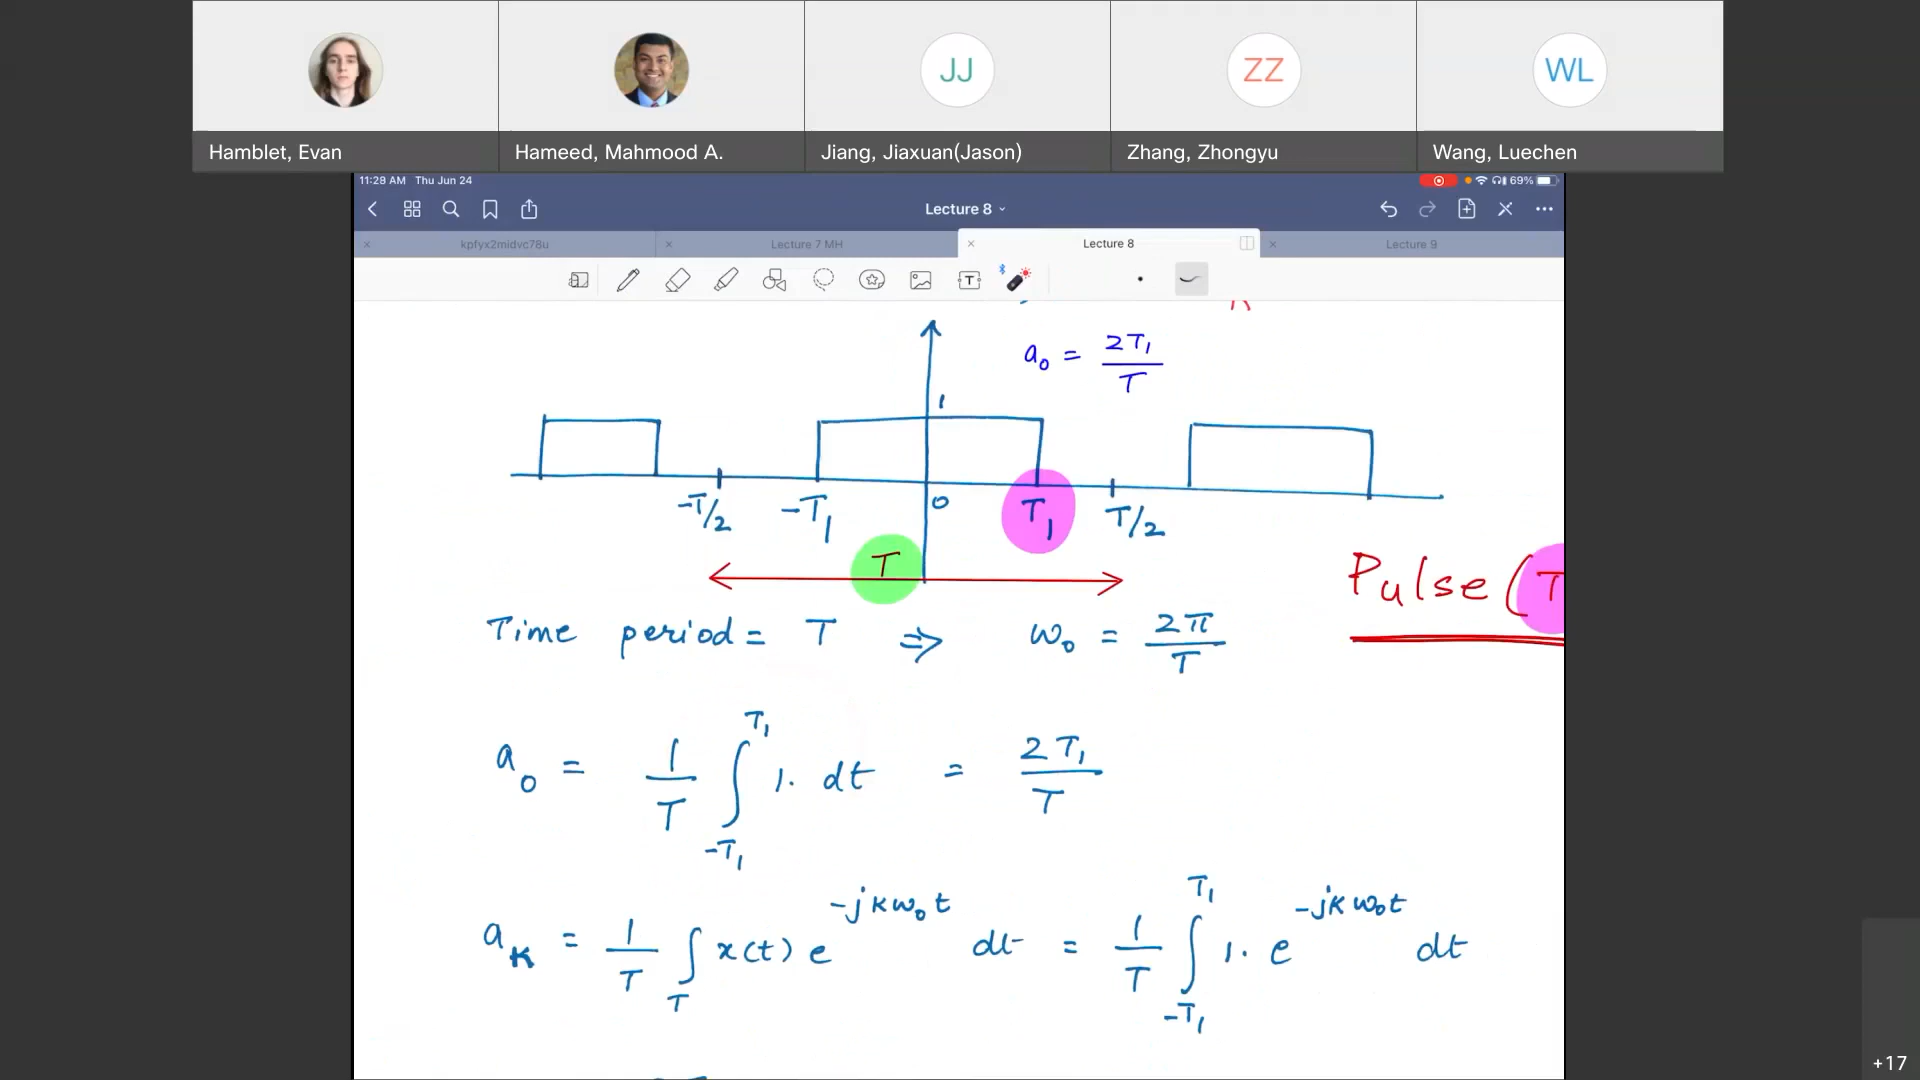 JJ
ZZ
WL
Hamblet, Evan
Hameed, Mahmood A.
Jiang, Jiaxuan(Jason)
Zhang, Zhongyu
Wang, Luechen
11:28 AM Thu Jun 24
69%
Lecture 8
kpfyx2midvc78u
Lecture 7 MH
Lecture 8
Lecture 9
a₀ = 2T₁/T
1
-T/2 -T₁ 0 T₁ T/2
T
Pulse (T
Time period = T ⇒ ω₀ = 2π/T
a₀ = 1/T ∫_{-T₁}^{T₁} 1. dt = 2T₁/T
a_K = 1/T ∫_T x(t) e^{-jkω₀t} dt = 1/T ∫_{-T₁}^{T₁} 1. e^{-jkω₀t} dt
+17